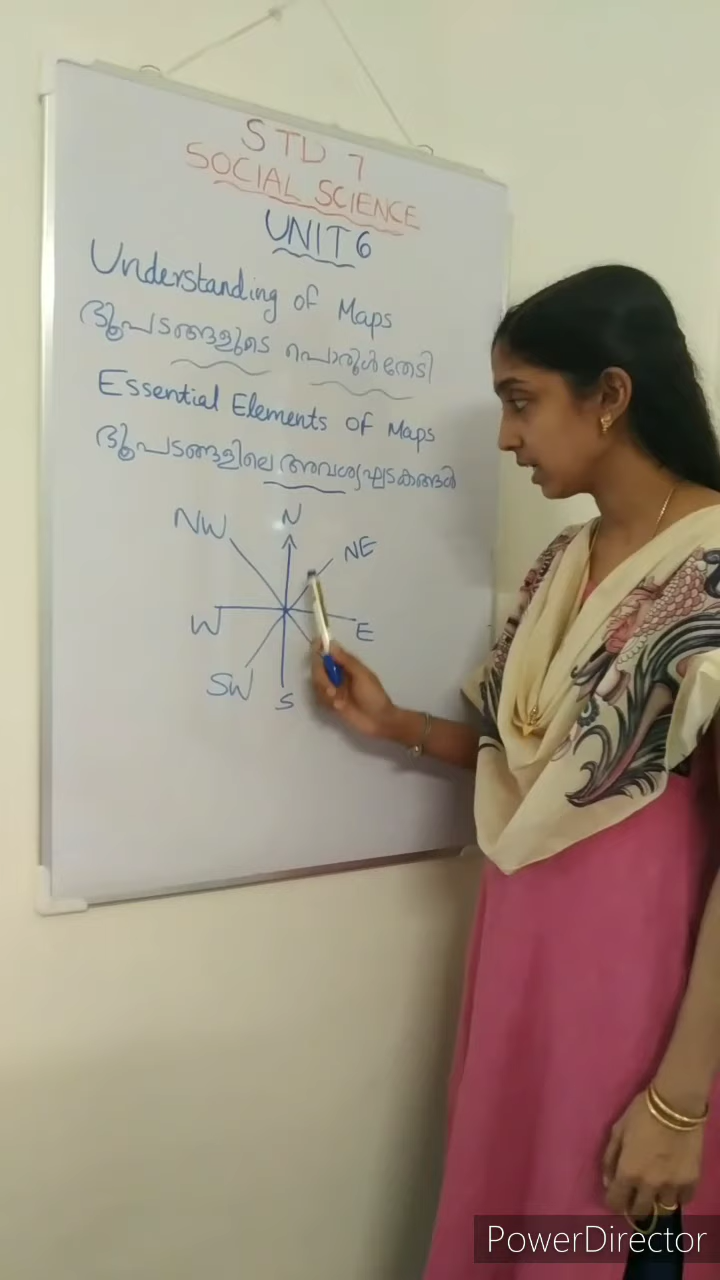 STD 7
SOCIAL SCIENCE
UNIT 6
Understanding of Maps
ഭൂപടങ്ങളുടെ പൊരുൾതേടി
Essential Elements of Maps
ഭൂപടങ്ങളിലെ അവശ്യഘടകങ്ങൾ
N
NW
NE
W
E
SW
S
PowerDirector